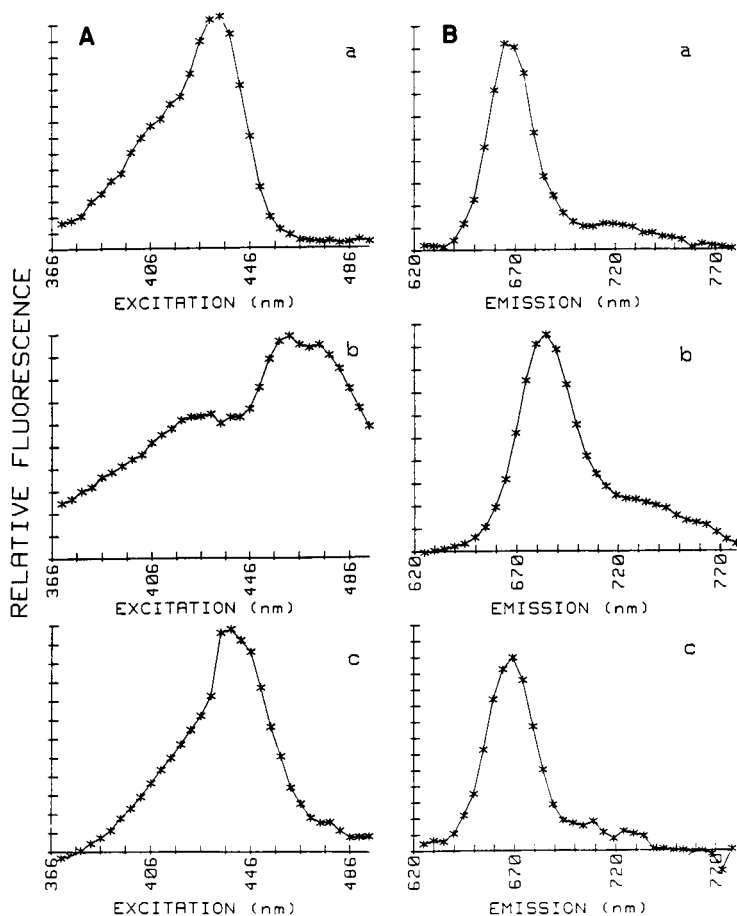 RELATIVE FLUORESCENCE
A
a
366 406 446 486
EXCITATION (nm)
B
a
620 670 720 770
EMISSION (nm)
b
366 406 446 486
EXCITATION (nm)
b
620 670 720 770
EMISSION (nm)
c
366 406 446 486
EXCITATION (nm)
c
620 670 720 770
EMISSION (nm)